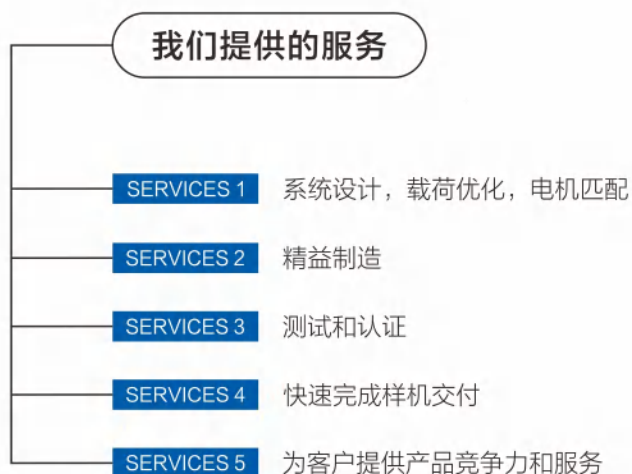 我们提供的服务
SERVICES 1 系统设计，载荷优化，电机匹配
SERVICES 2 精益制造
SERVICES 3 测试和认证
SERVICES 4 快速完成样机交付
SERVICES 5 为客户提供产品竞争力和服务